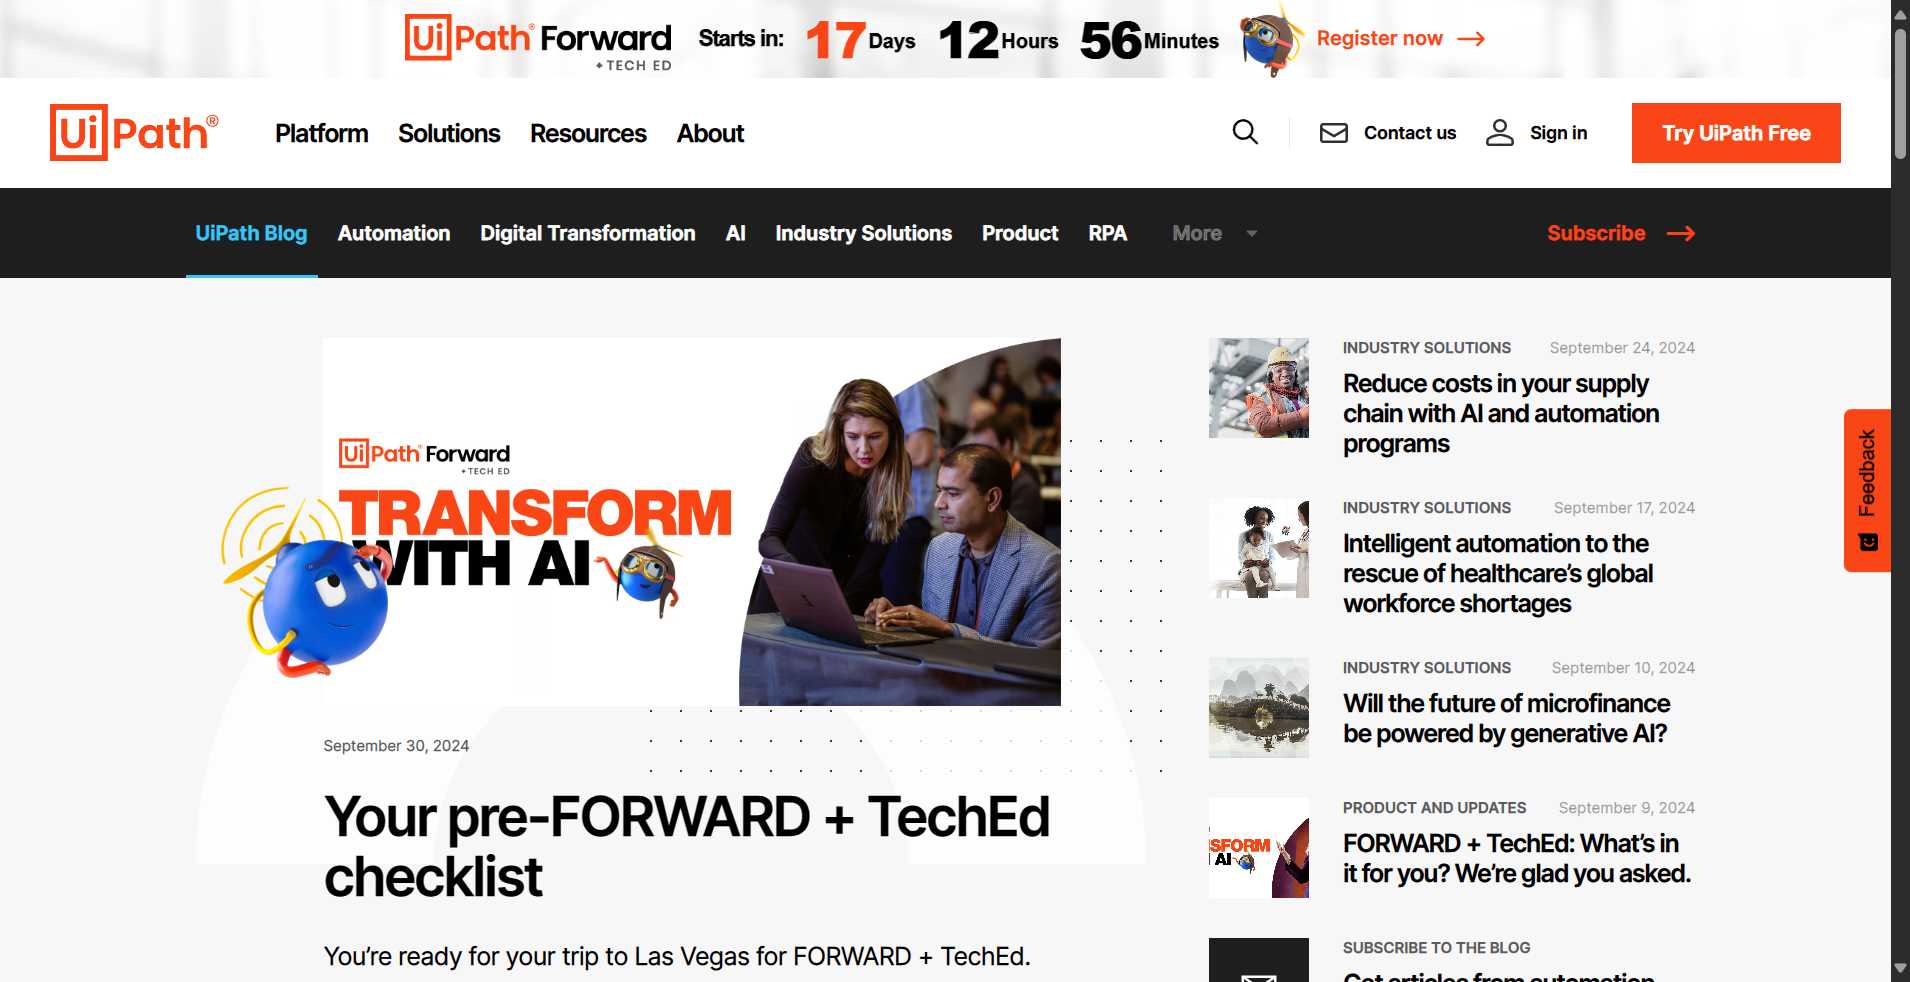 UiPath® Forward
+ TECH ED
Starts in:
17 Days 12 Hours 56 Minutes
Register now
UiPath®
Platform
Solutions
Resources
About
Contact us
Sign in
Try UiPath Free
UiPath Blog
Automation
Digital Transformation
AI
Industry Solutions
Product
RPA
More
Subscribe
UiPath® Forward
+ TECH ED
TRANSFORM
WITH AI
September 30, 2024
Your pre-FORWARD + TechEd
checklist
You’re ready for your trip to Las Vegas for FORWARD + TechEd.
INDUSTRY SOLUTIONS
September 24, 2024
Reduce costs in your supply
chain with AI and automation
programs
INDUSTRY SOLUTIONS
September 17, 2024
Intelligent automation to the
rescue of healthcare’s global
workforce shortages
INDUSTRY SOLUTIONS
September 10, 2024
Will the future of microfinance
be powered by generative AI?
SFORM
AI
PRODUCT AND UPDATES
September 9, 2024
FORWARD + TechEd: What’s in
it for you? We’re glad you asked.
SUBSCRIBE TO THE BLOG
Get articles from automation
Feedback